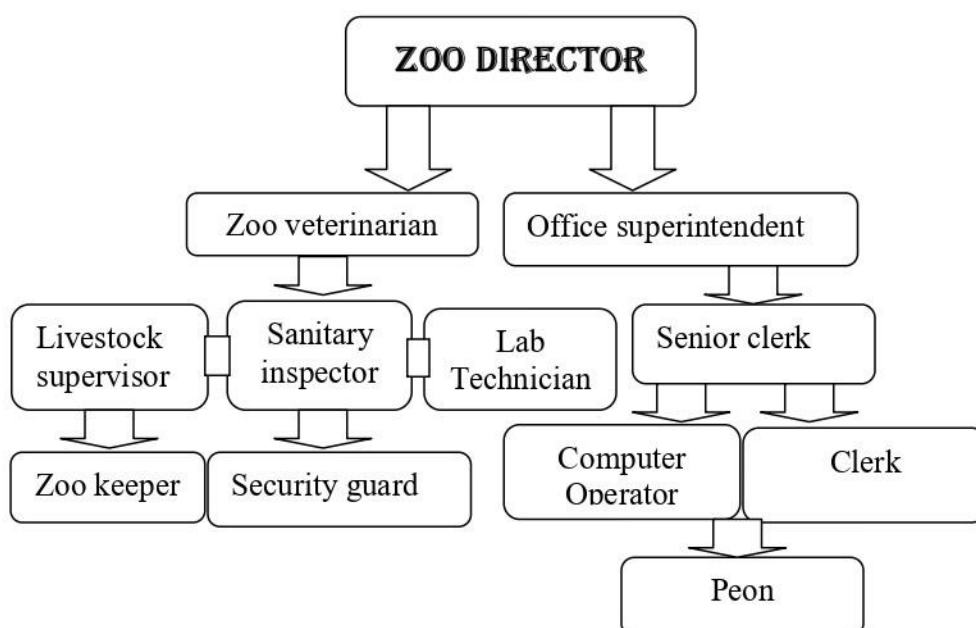 ZOO DIRECTOR
Zoo veterinarian
Office superintendent
Livestock
supervisor
Sanitary
inspector
Lab
Technician
Senior clerk
Zoo keeper
Security guard
Computer
Operator
Clerk
Peon